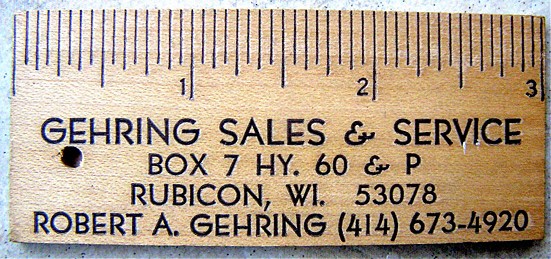 1 2 3
GEHRING SALES & SERVICE
BOX 7 HY. 60 & P
RUBICON, WI. 53078
ROBERT A. GEHRING (414) 673-4920